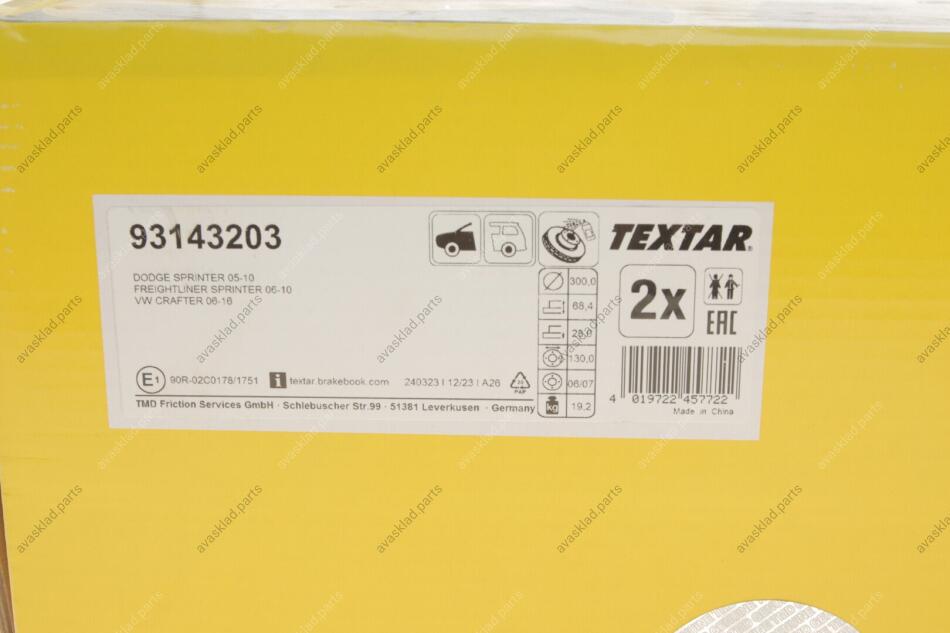 93143203
TEXTAR®
DODGE SPRINTER 05-10
FREIGHTLINER SPRINTER 06-10
VW CRAFTER 06-16
300,0
68,4
28,0
130,0
06/07
kg 19,2
2x
EAC
E1 90R-02C0178/1751
i textar.brakebook.com
240323 I 12/23 I A26
20
PAP
TMD Friction Services GmbH · Schlebuscher Str.99 · 51381 Leverkusen · Germany
4 019722 457722
Made in China
avasklad.parts